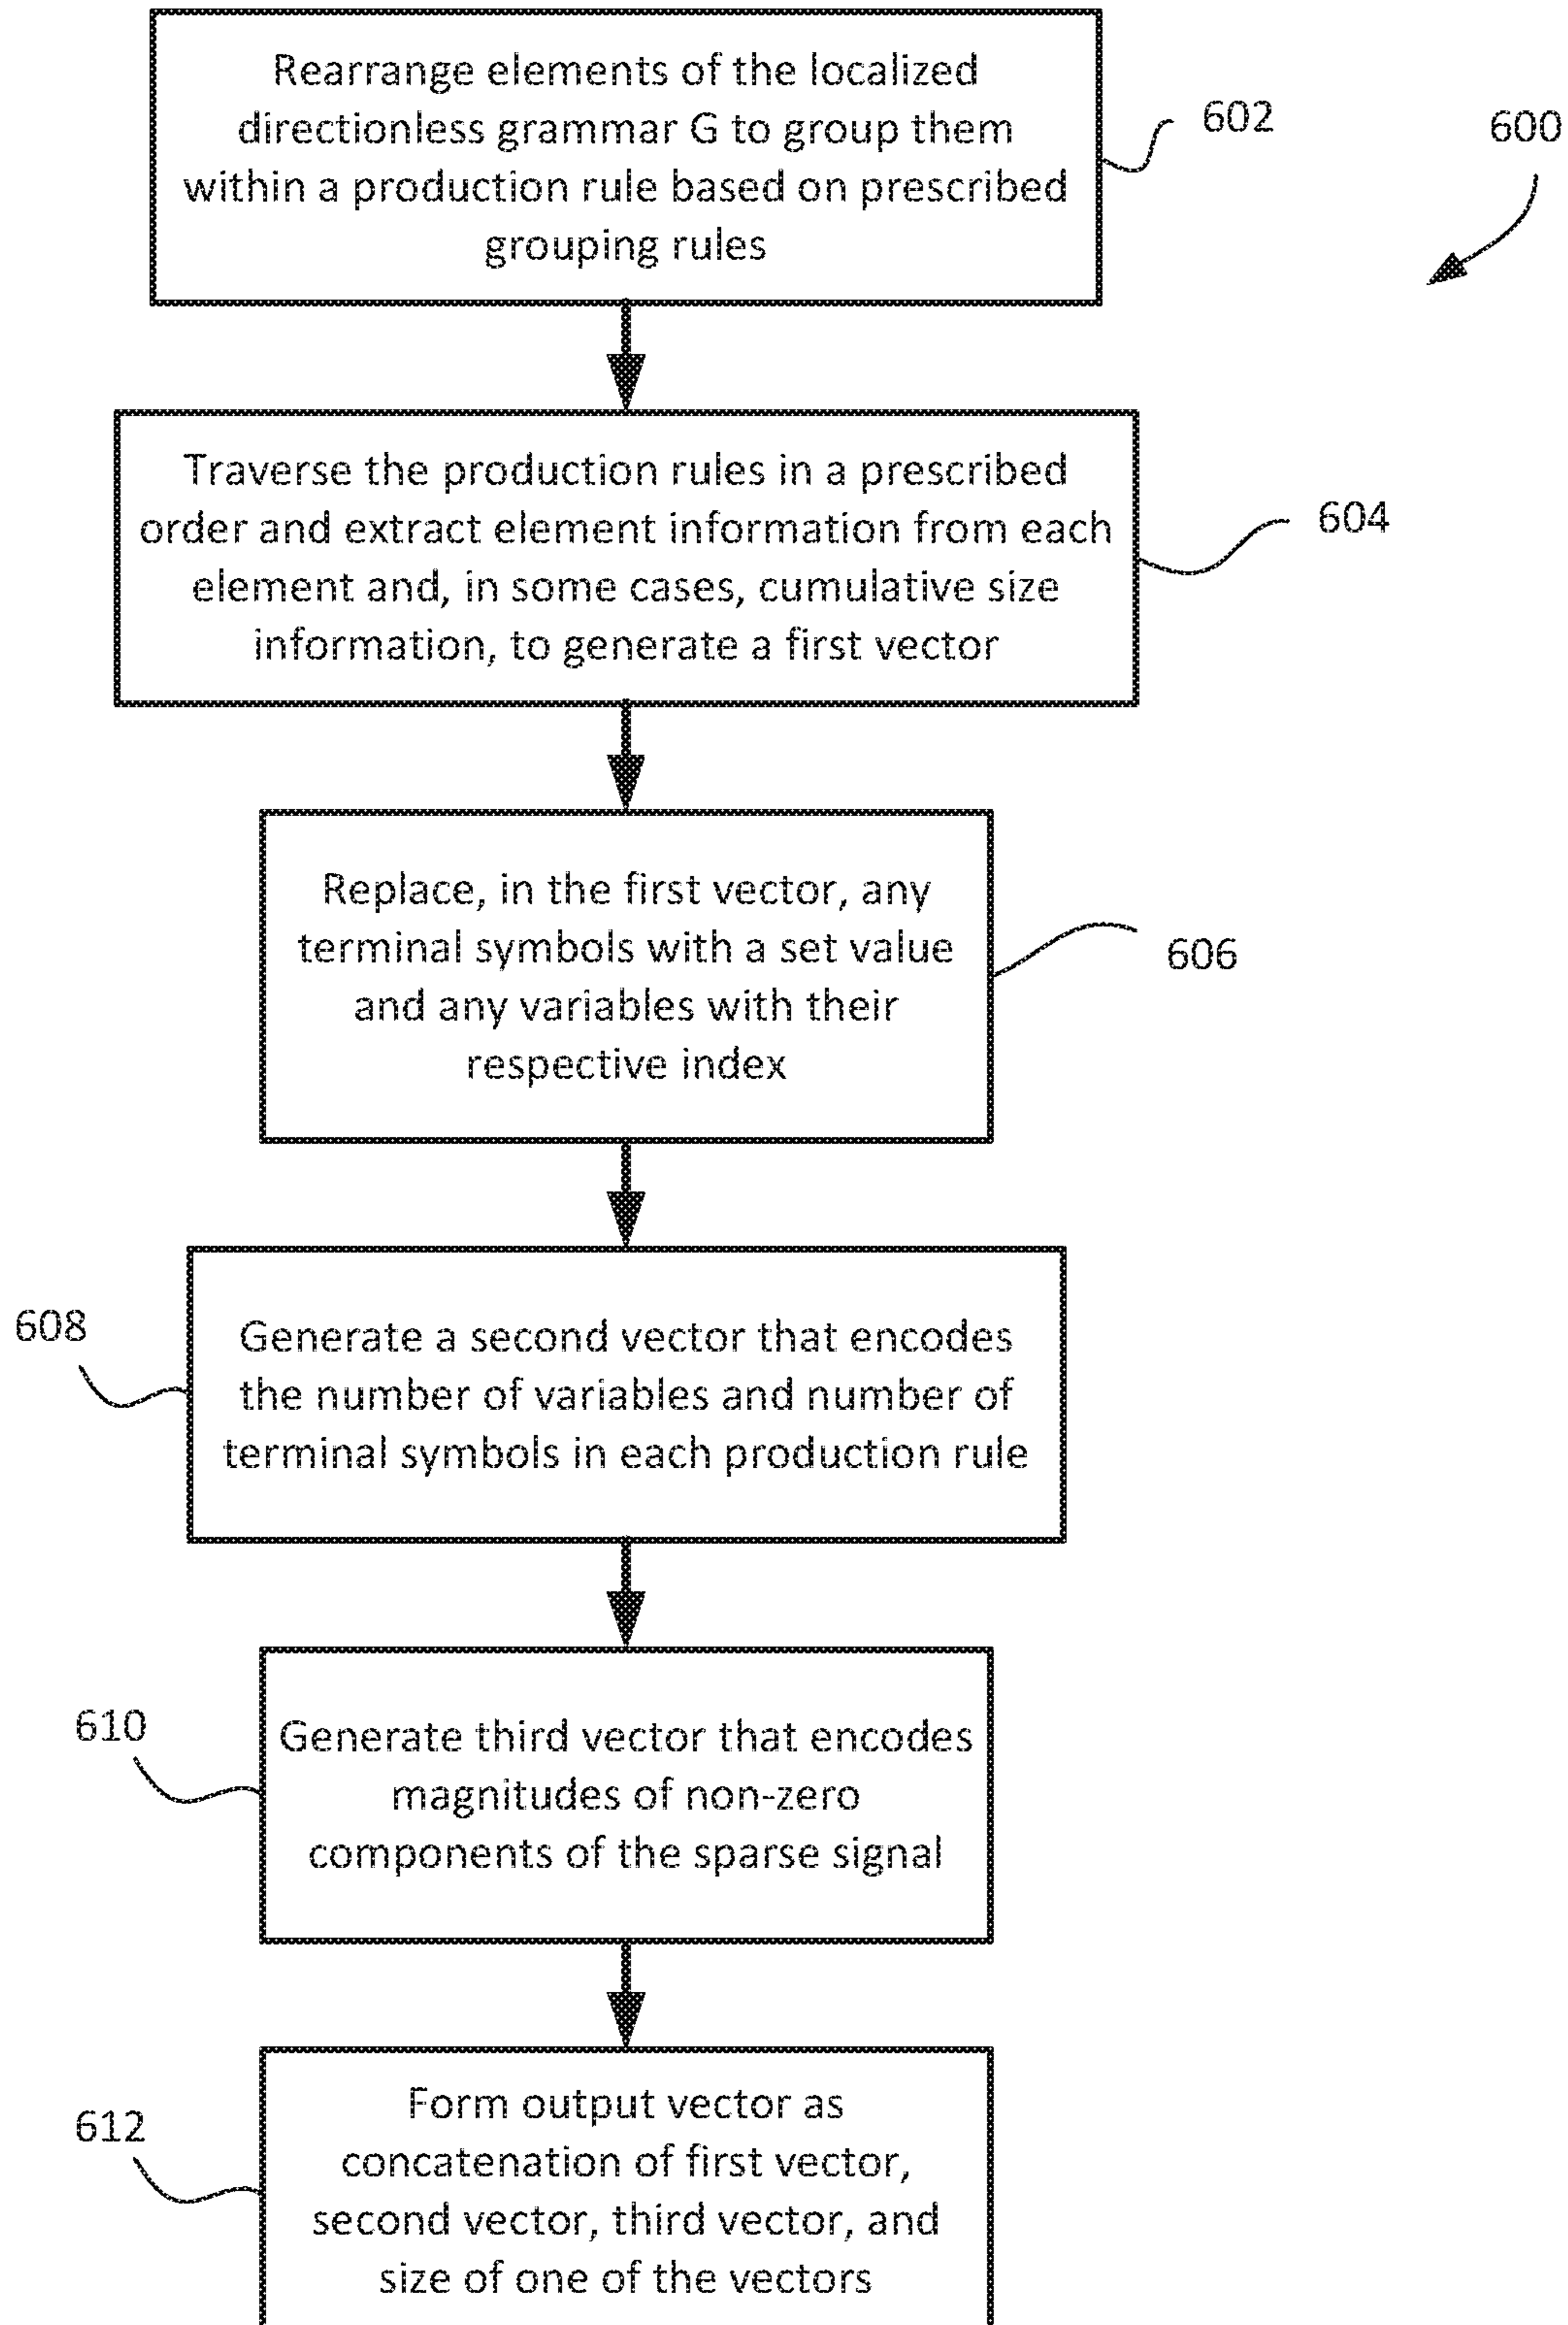 Rearrange elements of the localized
directionless grammar G to group them
within a production rule based on prescribed
grouping rules
602
600
Traverse the production rules in a prescribed
order and extract element information from each
element and, in some cases, cumulative size
information, to generate a first vector
604
Replace, in the first vector, any
terminal symbols with a set value
and any variables with their
respective index
606
608
Generate a second vector that encodes
the number of variables and number of
terminal symbols in each production rule
610
Generate third vector that encodes
magnitudes of non-zero
components of the sparse signal
612
Form output vector as
concatenation of first vector,
second vector, third vector, and
size of one of the vectors